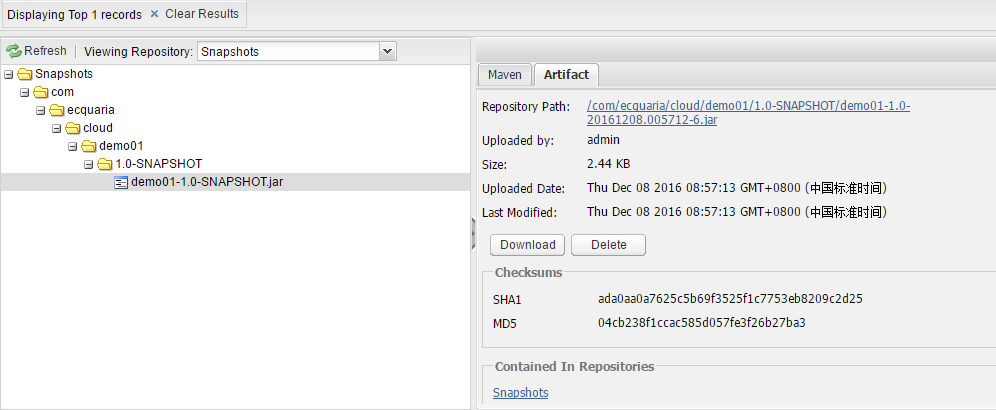 Displaying Top 1 records × Clear Results
Refresh Viewing Repository: Snapshots
Snapshots
com
ecquaria
cloud
demo01
1.0-SNAPSHOT
demo01-1.0-SNAPSHOT.jar
Maven Artifact
Repository Path: /com/ecquaria/cloud/demo01/1.0-SNAPSHOT/demo01-1.0-
20161208.005712-6.jar
Uploaded by: admin
Size: 2.44 KB
Uploaded Date: Thu Dec 08 2016 08:57:13 GMT+0800 (中国标准时间)
Last Modified: Thu Dec 08 2016 08:57:13 GMT+0800 (中国标准时间)
Download Delete
Checksums
SHA1 ada0aa0a7625c5b69f3525f1c7753eb8209c2d25
MD5 04cb238f1ccac585d057fe3f26b27ba3
Contained In Repositories
Snapshots